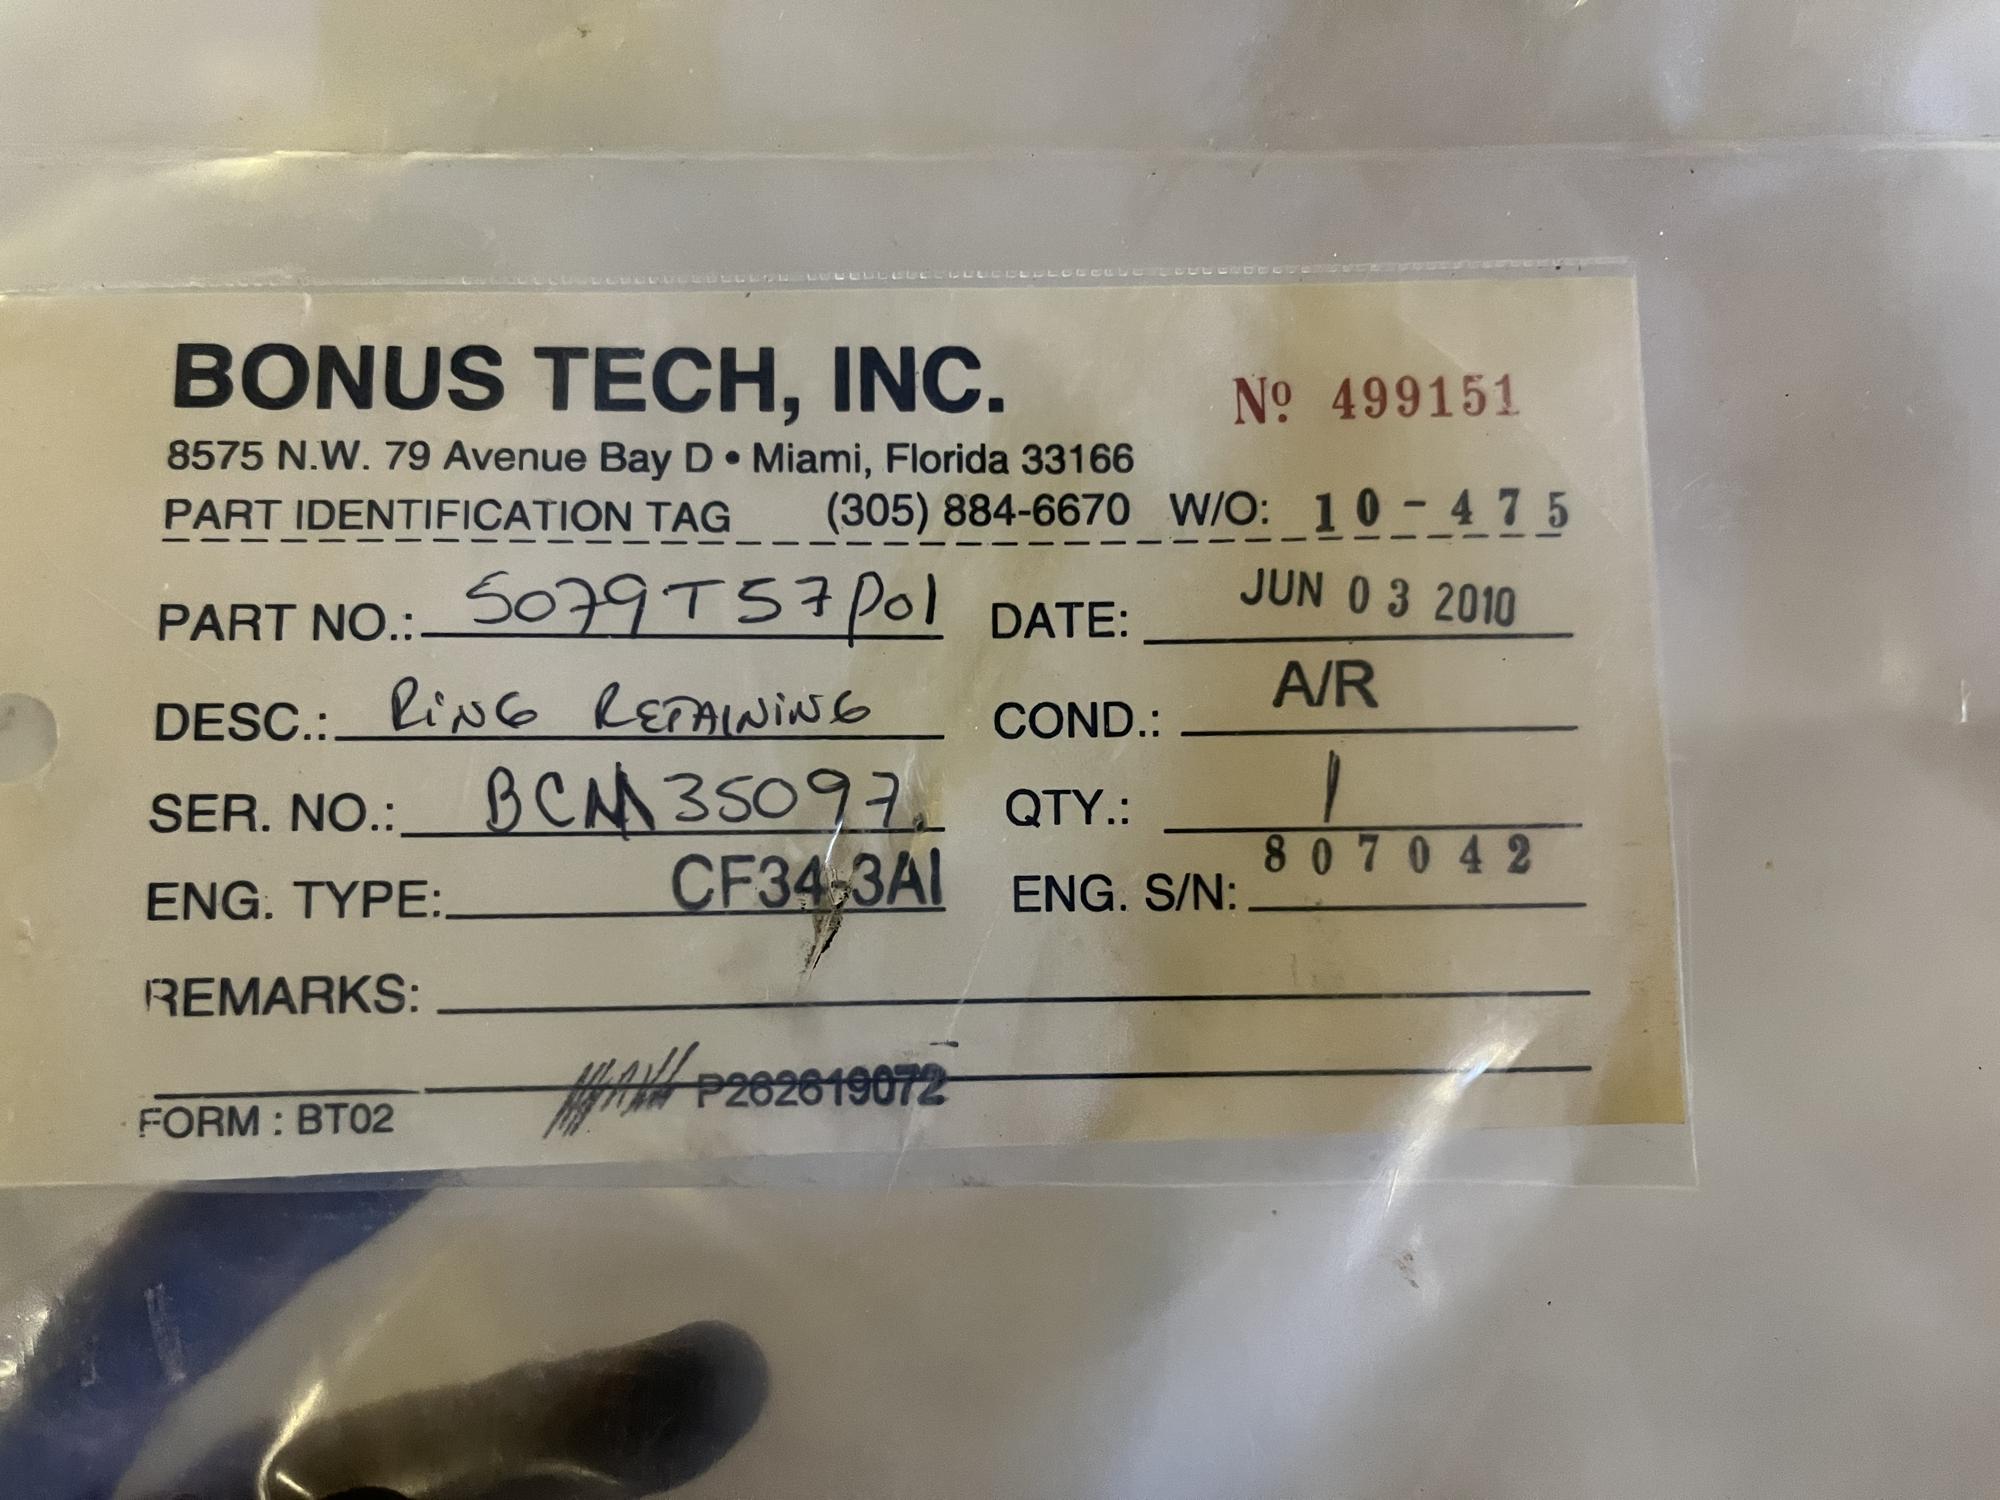 BONUS TECH, INC. Nº 499151
8575 N.W. 79 Avenue Bay D • Miami, Florida 33166
PART IDENTIFICATION TAG (305) 884-6670 W/O: 10-475
PART NO.: 5079T57P01 DATE: JUN 03 2010
DESC.: RING RETAINING COND.: A/R
SER. NO.: BCM35097 QTY.: 1
ENG. TYPE: CF34-3A1 ENG. S/N: 807042
REMARKS:
P262619072
FORM : BT02